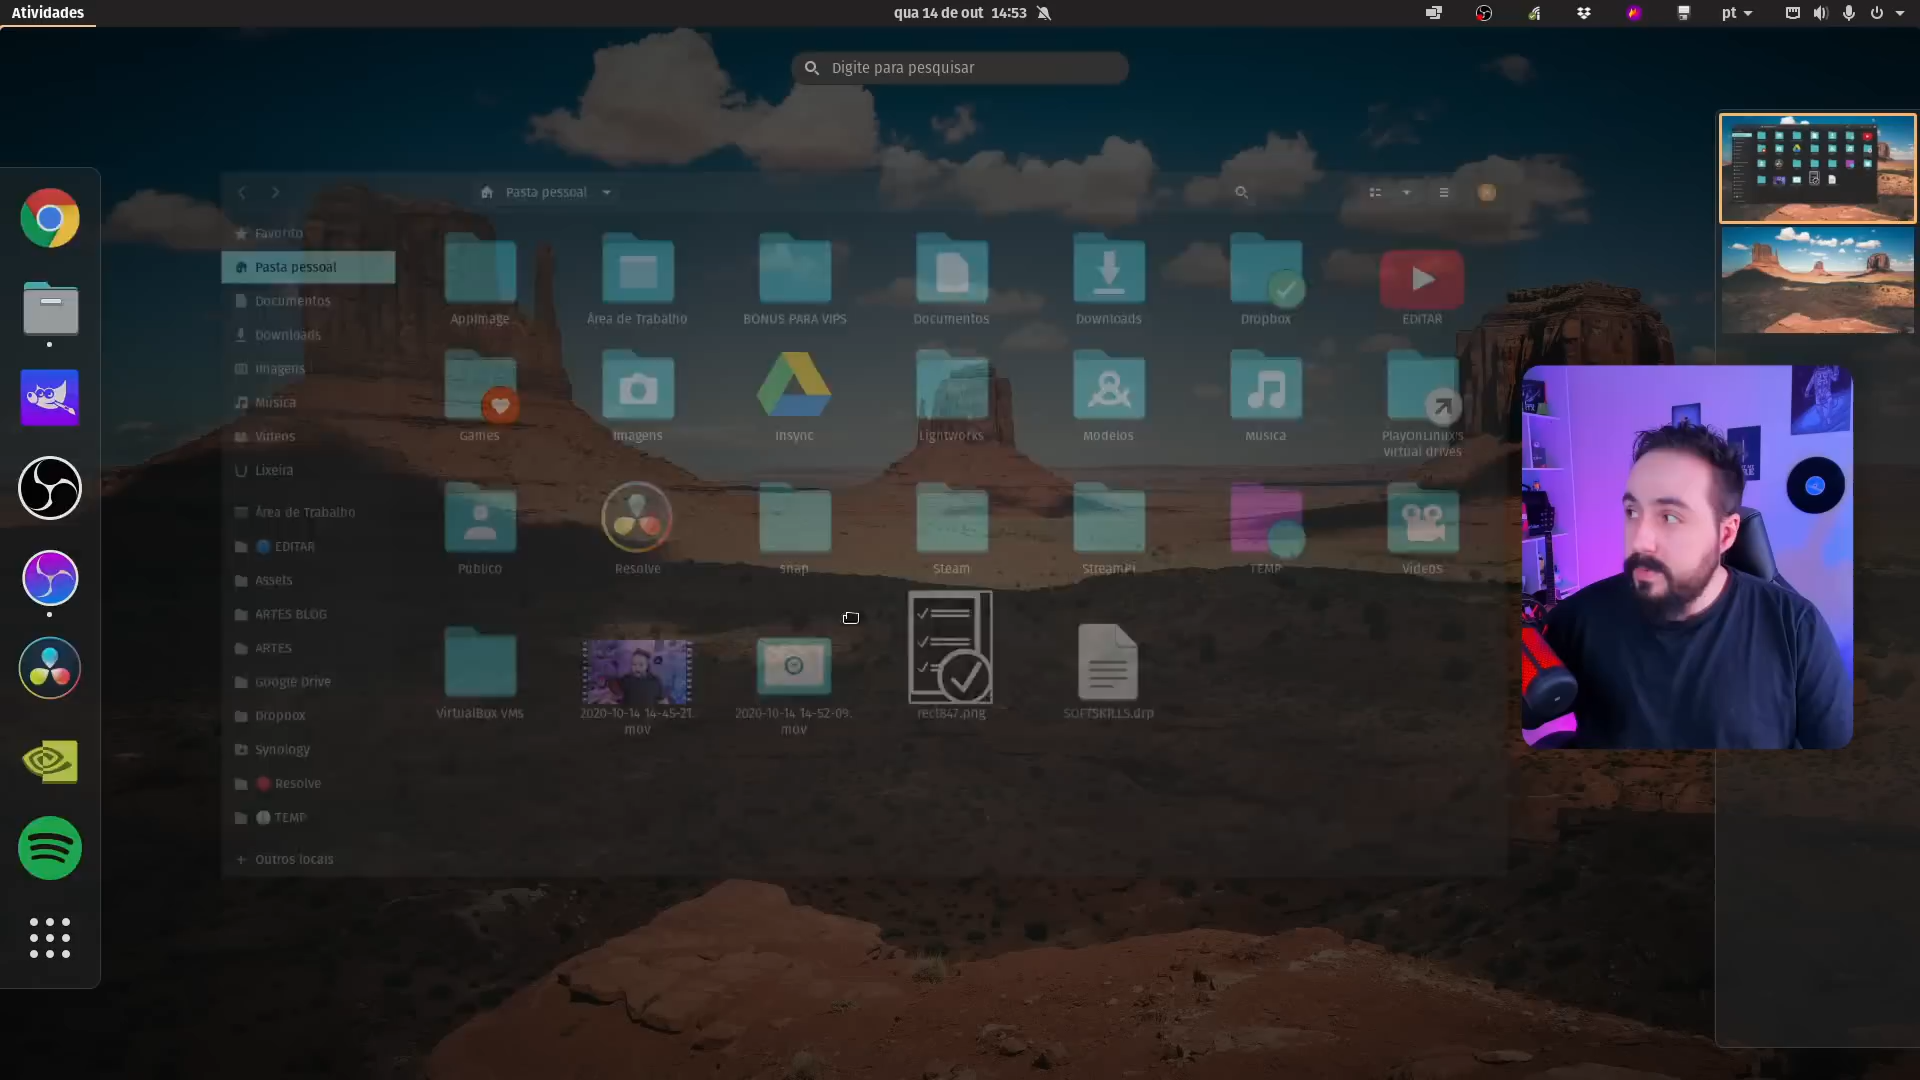 Atividades
qua 14 de out 14:53
pt
Digite para pesquisar
Pasta pessoal
Favorito
Pasta pessoal
Documentos
Downloads
Imagens
Música
Vídeos
Lixeira
Área de Trabalho
EDITAR
Assets
ARTES BLOG
ARTES
Google Drive
Dropbox
Synology
Resolve
TEMP
Outros locais
AppImage
Área de Trabalho
BONUS PARA VIPS
Documentos
Downloads
Dropbox
EDITAR
Games
Imagens
Insync
Lightworks
Modelos
Música
PlayOnLinux's
virtual drives
Público
Resolve
snap
Steam
StreamPi
TEMP
Vídeos
VirtualBox VMs
2020-10-14 14-45-21.
mov
2020-10-14 14-52-09.
mov
rect847.png
SOFTSKILLS.drp